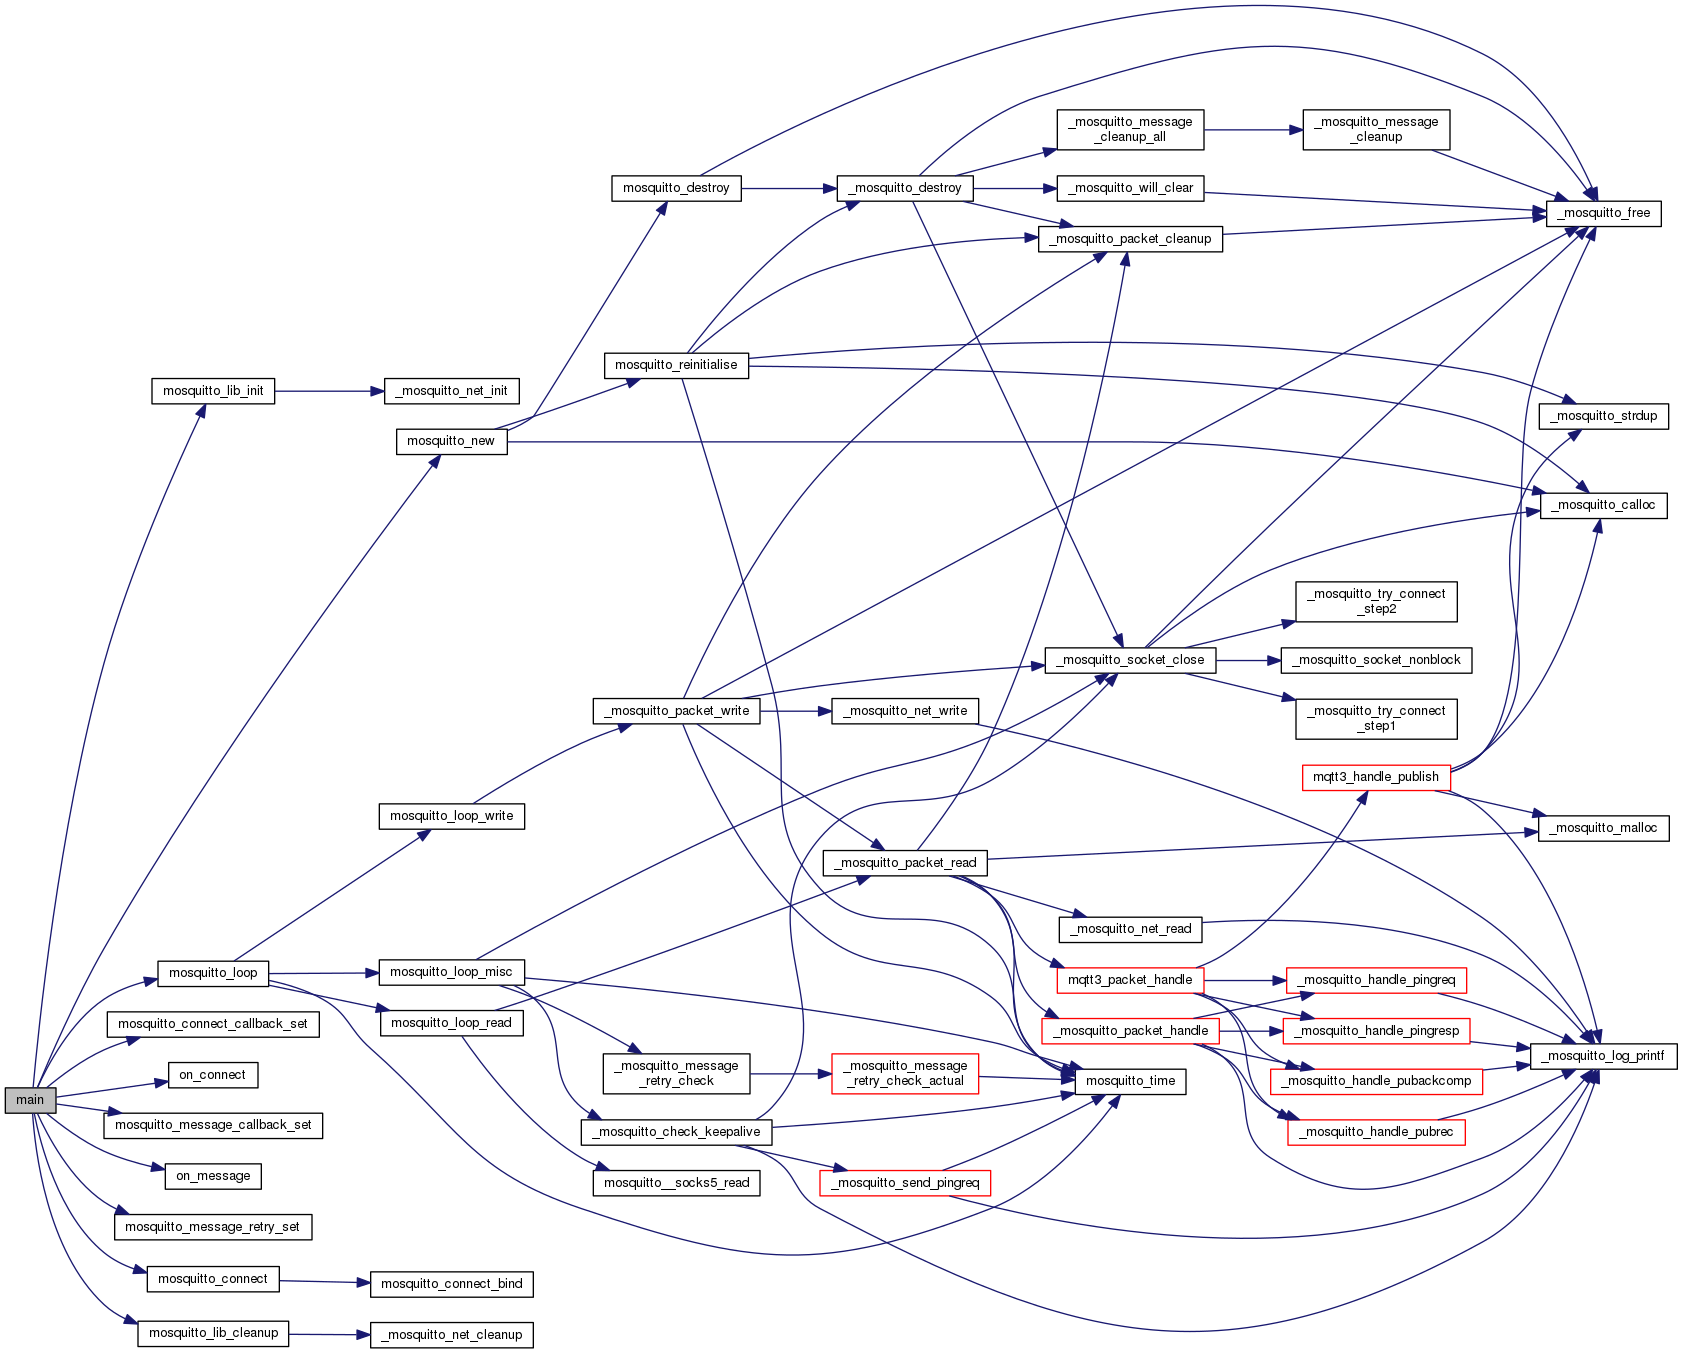 _mosquitto_message
_cleanup_all
_mosquitto_message
_cleanup
mosquitto_destroy
_mosquitto_destroy
_mosquitto_will_clear
_mosquitto_free
_mosquitto_packet_cleanup
mosquitto_reinitialise
mosquitto_lib_init
_mosquitto_net_init
_mosquitto_strdup
mosquitto_new
_mosquitto_calloc
_mosquitto_try_connect
_step2
_mosquitto_socket_close
_mosquitto_socket_nonblock
_mosquitto_packet_write
_mosquitto_net_write
_mosquitto_try_connect
_step1
mqtt3_handle_publish
mosquitto_loop_write
_mosquitto_malloc
_mosquitto_packet_read
_mosquitto_net_read
mosquitto_loop
mosquitto_loop_misc
mqtt3_packet_handle
_mosquitto_handle_pingreq
mosquitto_connect_callback_set
mosquitto_loop_read
_mosquitto_packet_handle
_mosquitto_handle_pingresp
_mosquitto_log_printf
on_connect
_mosquitto_message
_retry_check
_mosquitto_message
_retry_check_actual
mosquitto_time
_mosquitto_handle_pubackcomp
main
mosquitto_message_callback_set
_mosquitto_check_keepalive
_mosquitto_handle_pubrec
on_message
mosquitto__socks5_read
_mosquitto_send_pingreq
mosquitto_message_retry_set
mosquitto_connect
mosquitto_connect_bind
mosquitto_lib_cleanup
_mosquitto_net_cleanup